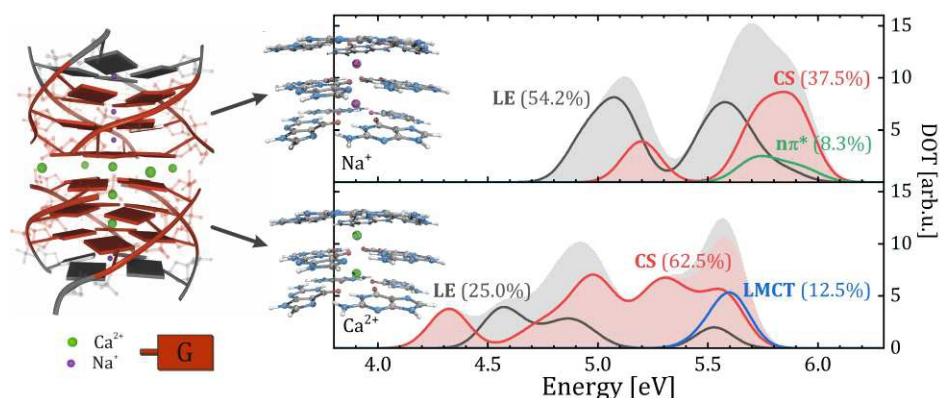 Ca²⁺
Na⁺
G
Na⁺
Ca²⁺
LE (54.2%)
CS (37.5%)
nπ* (8.3%)
LE (25.0%)
CS (62.5%)
LMCT (12.5%)
15
10
5
15
10
5
0
DOT [arb.u.]
4.0 4.5 5.0 5.5 6.0
Energy [eV]